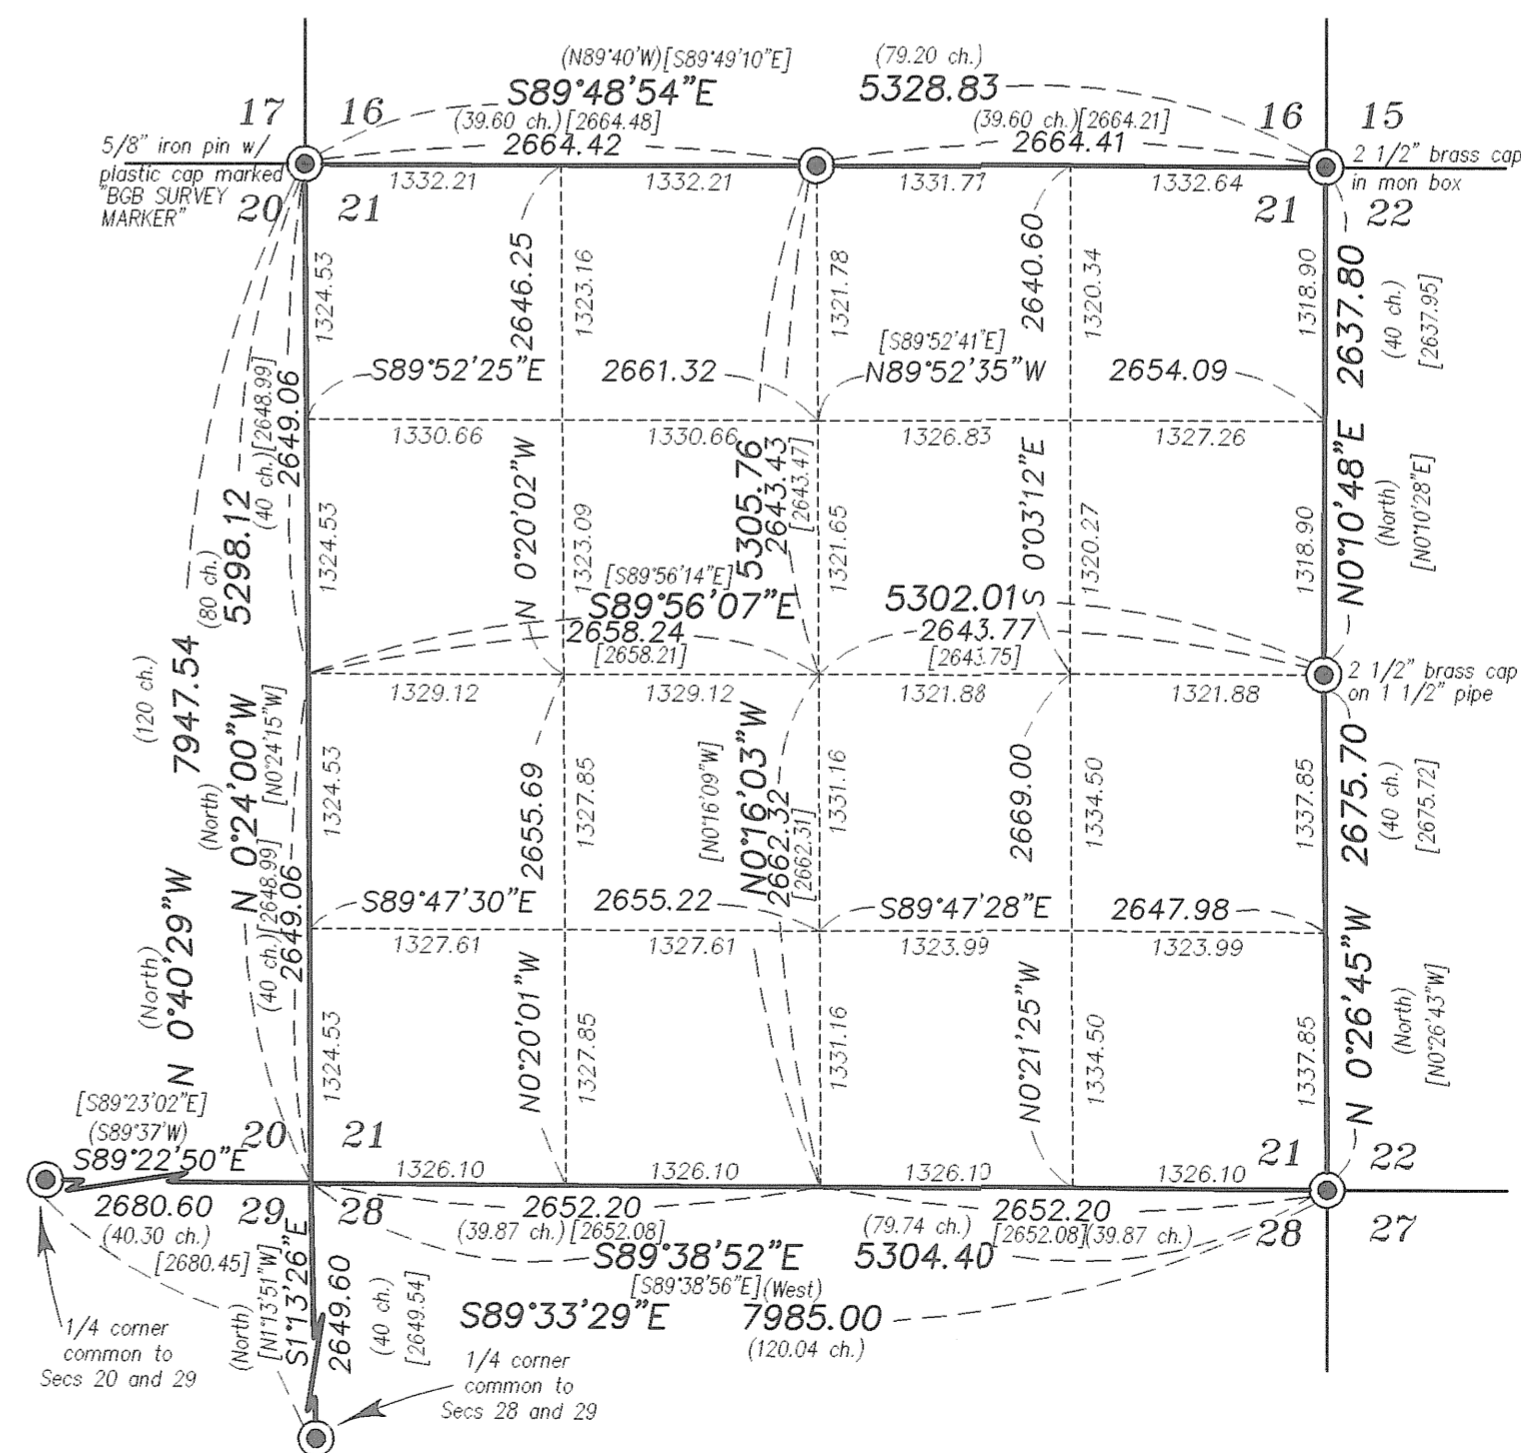 (N89°40'W)[S89°49'10"E] (79.20 ch.)
S89°48'54"E 5328.83
(39.60 ch.)[2664.48] (39.60 ch.)[2664.21]
2664.42 2664.41
17 16 16 15
5/8" iron pin w/
plastic cap marked
"BGB SURVEY
MARKER"
2 1/2" brass cap
in mon box
20 21 21 22
1332.21 1332.21 1331.77 1332.64
1324.53 2646.25 1323.16 1321.78 2640.60 1320.34 1318.90
2637.80
(40 ch.)
[2637.95]
[S89°52'41"E]
S89°52'25"E 2661.32 N89°52'35"W 2654.09
1330.66 1330.66 1326.83 1327.26
(40 ch.)[2648.99]
2649.06
5298.12
(80 ch.)
1324.53 N 0°20'02"W 1323.09
5305.76
2643.43
[2643.47]
1321.65 S 0°03'12"E 1320.27 1318.90
N0°10'48"E
(North)
[N0°10'28"E]
[S89°56'14"E]
S89°56'07"E 5302.01
2658.24 2643.77
[2658.21] [2643.75]
1329.12 1329.12 1321.88 1321.88
2 1/2" brass cap
on 1 1/2" pipe
(120 ch.)
7947.54
(North)
N 0°24'00"W
[N0°24'15"W]
1324.53 2655.69 1327.85
[N0°16'09"W]
N0°16'03"W
2662.32
[2662.31]
1331.16 2669.00 1334.50 1337.85
2675.70
(40 ch.)
[2675.72]
S89°47'30"E 2655.22 S89°47'28"E 2647.98
1327.61 1327.61 1323.99 1323.99
(North)
N 0°40'29"W
(40 ch.)[2648.99]
2649.06
1324.53 N0°20'01"W 1327.85 1331.16 N0°21'25"W 1334.50 1337.85
N 0°26'45"W
(North)
[N0°26'43"W]
[S89°23'02"E]
(S89°37'W)
S89°22'50"E
20 21 21 22
1326.10 1326.10 1326.10 1326.10
2680.60
(40.30 ch.)
[2680.45]
29 28 28 27
2652.20 2652.20
(39.87 ch.)[2652.08] (79.74 ch.) [2652.08](39.87 ch.)
S89°38'52"E 5304.40
[S89°38'56"E](West)
S89°33'29"E 7985.00
(120.04 ch.)
(North)
[N1°13'51"W]
S1°13'26"E
2649.60
(40 ch.)
[2649.54]
1/4 corner
common to
Secs 20 and 29
1/4 corner
common to
Secs 28 and 29